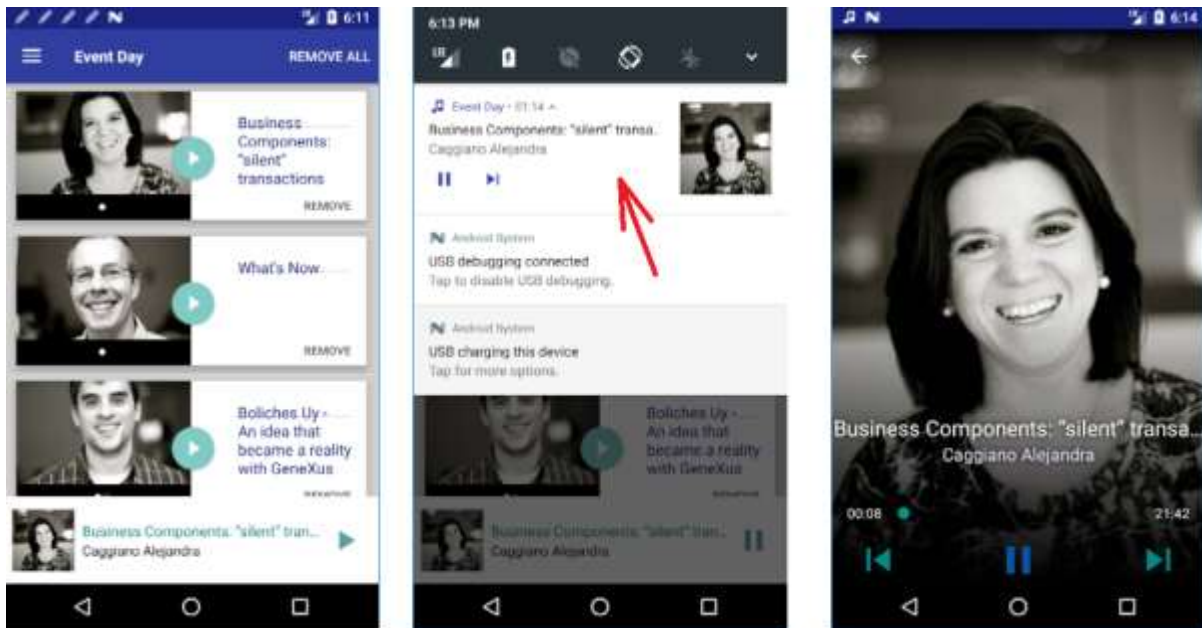 6:11
Event Day
REMOVE ALL
Business
Components:
"silent"
transactions
REMOVE
What's Now
REMOVE
Boliches Uy -
An idea that
became a reality
with GeneXus
Business Components: "silent" tran...
Caggiano Alejandra
6:13 PM
Event Day • 01:14
Business Components: "silent" transa..
Caggiano Alejandra
Android System
USB debugging connected
Tap to disable USB debugging.
Android System
USB charging this device
Tap for more options.
Boliches Uy -
An idea that
became a reality
with GeneXus
Business Components: "silent" tran..
Caggiano Alejandra
6:14
Business Components: "silent" transa...
Caggiano Alejandra
00:08
21:42